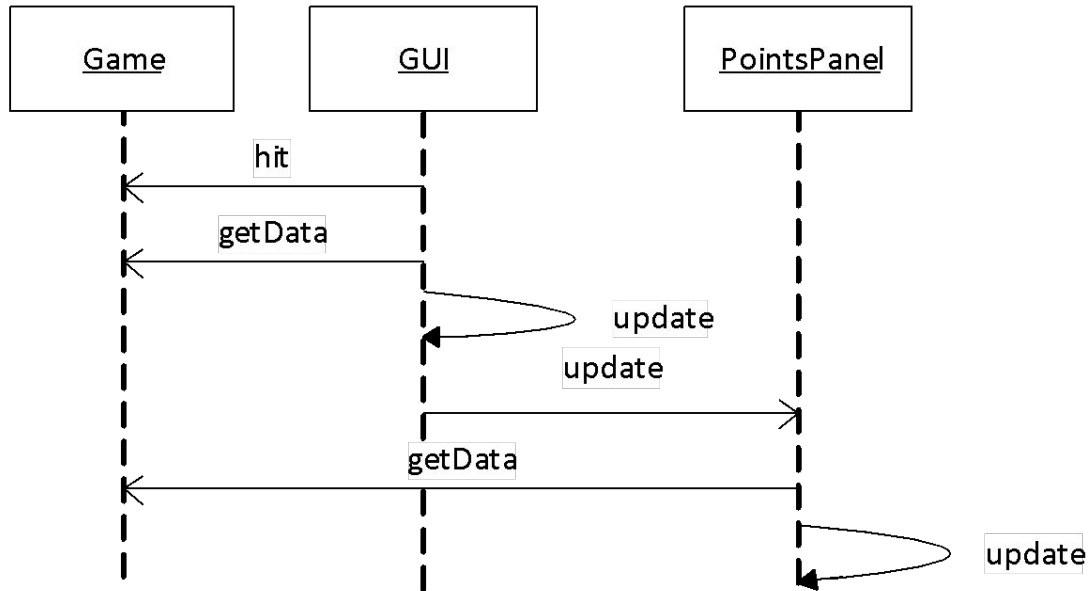 Game
GUI
PointsPanel
hit
getData
update
update
getData
update